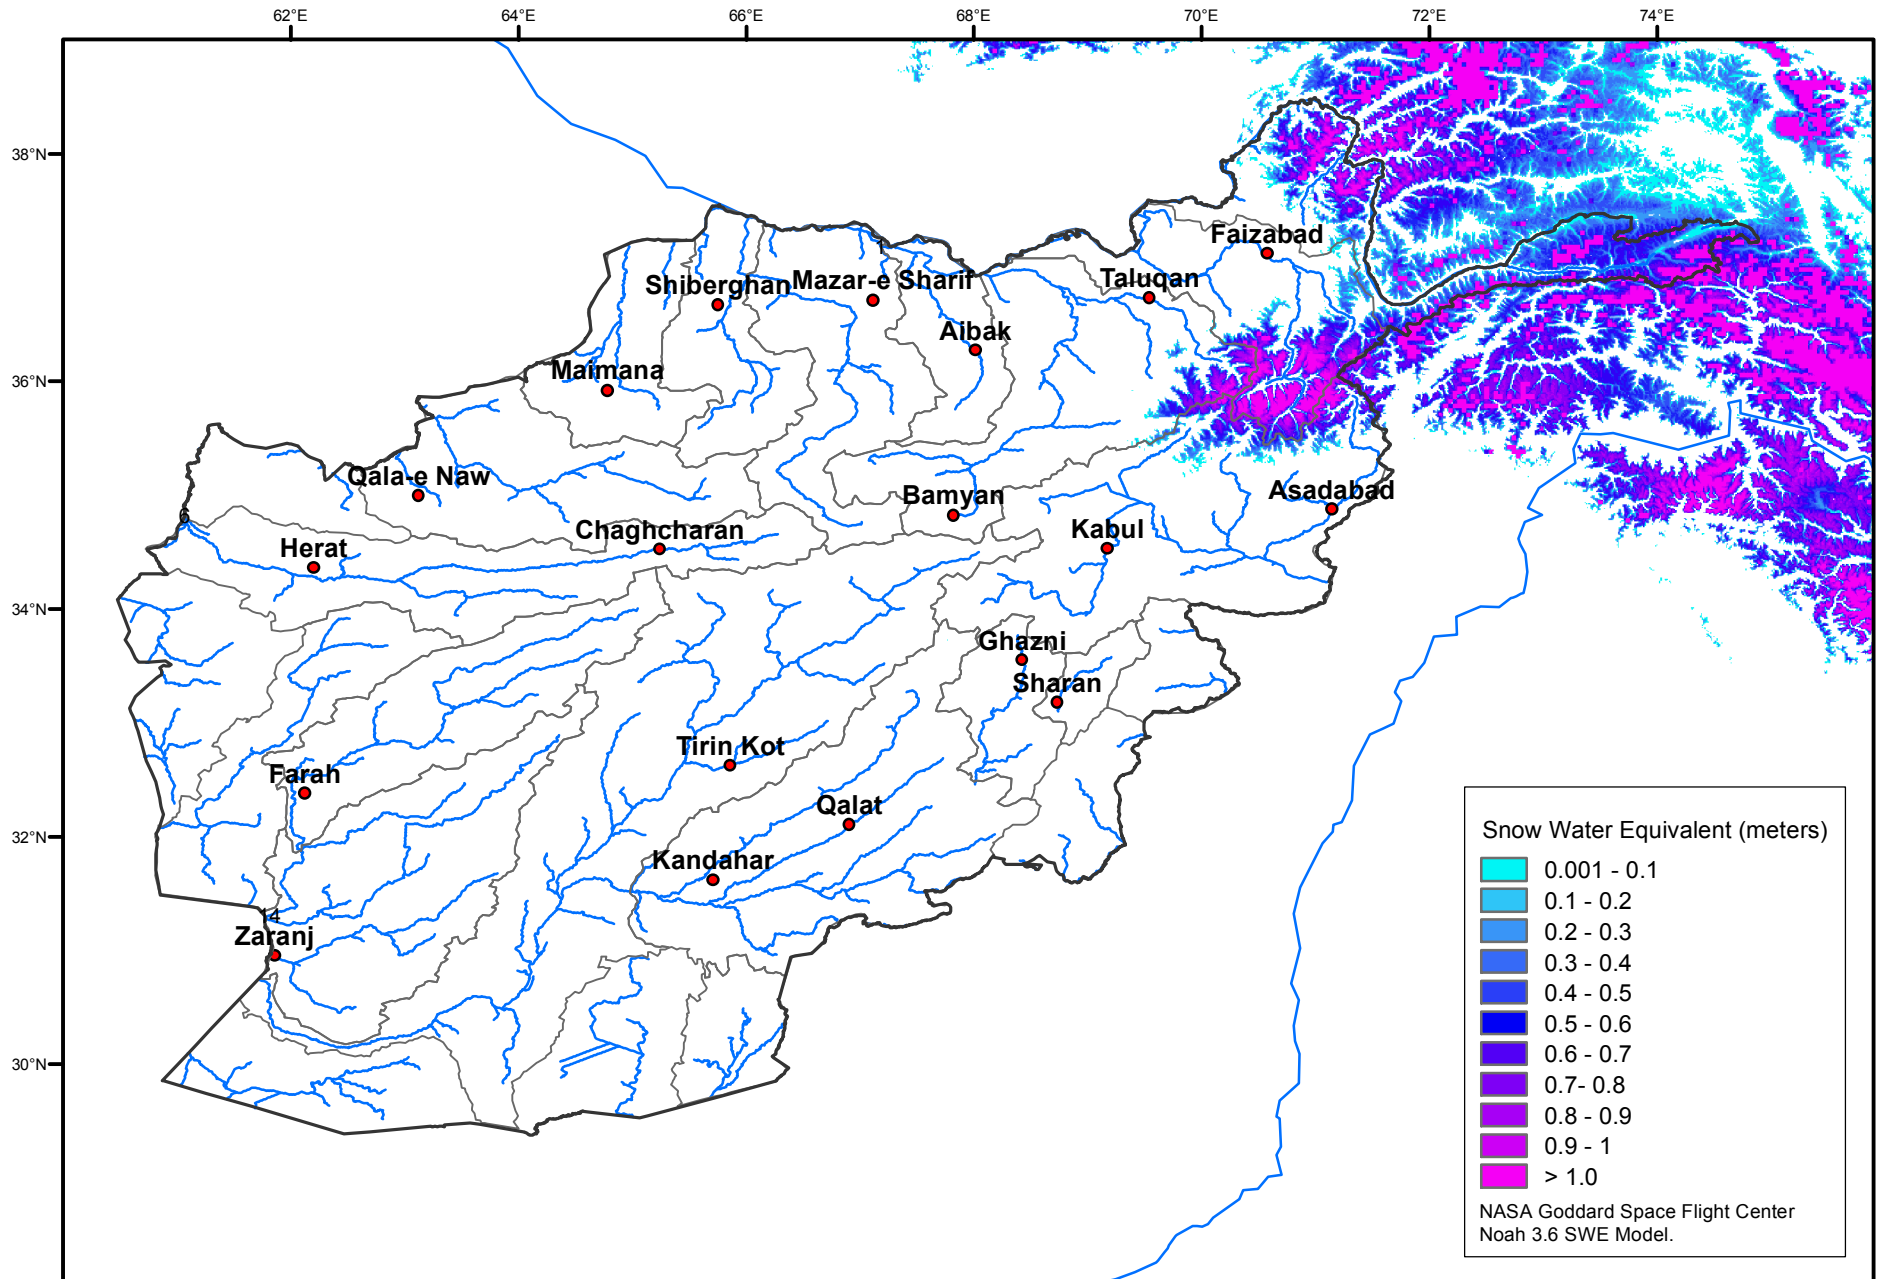 62°E
64°E
66°E
68°E
70°E
72°E
74°E
38°N
36°N
34°N
32°N
30°N
Faizabad
Shiberghan
Mazar-e Sharif
Taluqan
Aibak
Maimana
Qala-e Naw
Bamyan
Asadabad
6
Chaghcharan
Kabul
Herat
Ghazni
Sharan
Tirin Kot
Farah
Qalat
Kandahar
14
Zaranj
Snow Water Equivalent (meters)
0.001 - 0.1
0.1 - 0.2
0.2 - 0.3
0.3 - 0.4
0.4 - 0.5
0.5 - 0.6
0.6 - 0.7
0.7- 0.8
0.8 - 0.9
0.9 - 1
> 1.0
NASA Goddard Space Flight Center
Noah 3.6 SWE Model.